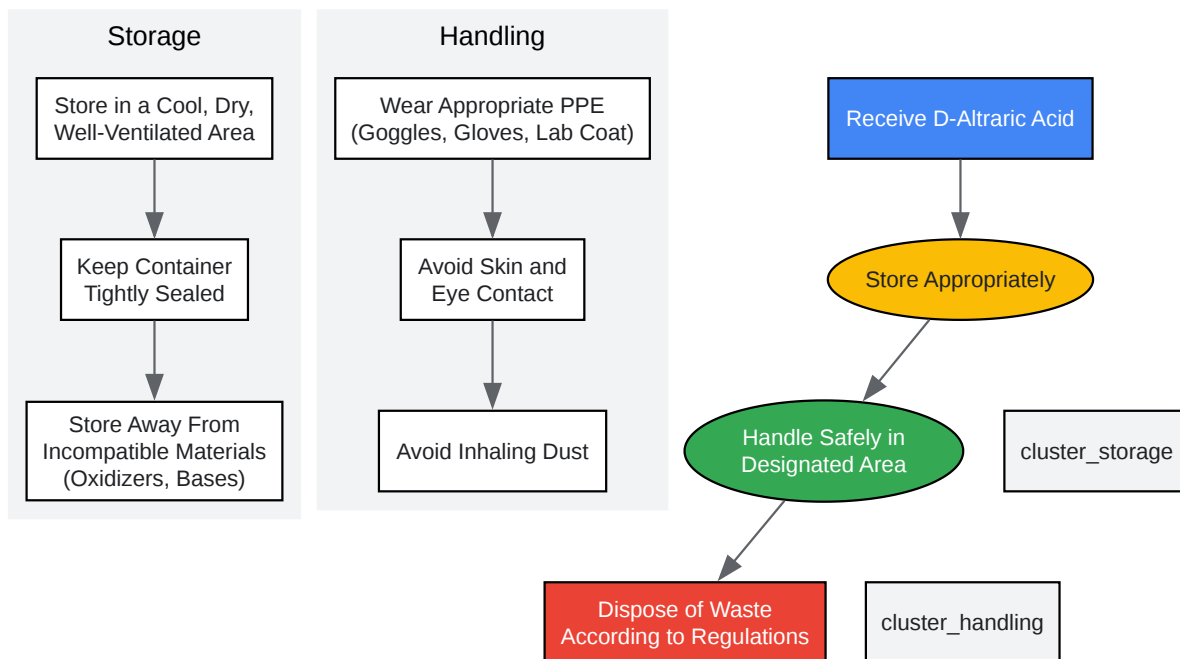 Storage
Store in a Cool, Dry,
Well-Ventilated Area
Keep Container
Tightly Sealed
Store Away From
Incompatible Materials
(Oxidizers, Bases)
Handling
Wear Appropriate PPE
(Goggles, Gloves, Lab Coat)
Avoid Skin and
Eye Contact
Avoid Inhaling Dust
Receive D-Altraric Acid
Store Appropriately
Handle Safely in
Designated Area
cluster_storage
Dispose of Waste
According to Regulations
cluster_handling